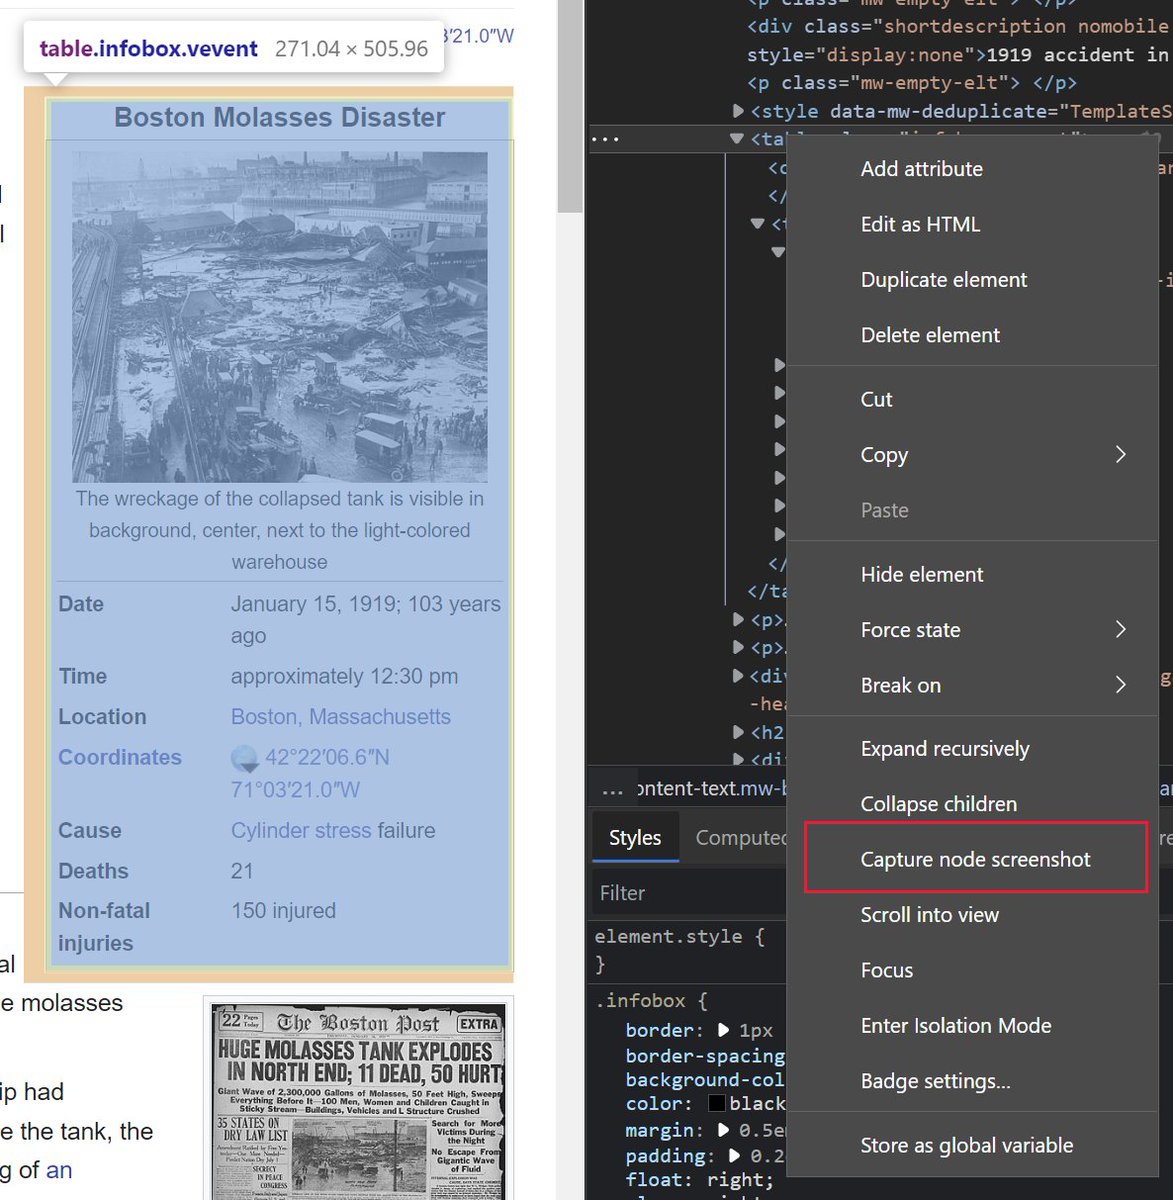 table.infobox.vevent 271.04 × 505.96
3′21.0″W
Boston Molasses Disaster
The wreckage of the collapsed tank is visible in
background, center, next to the light-colored
warehouse
Date January 15, 1919; 103 years
ago
Time approximately 12:30 pm
Location Boston, Massachusetts
Coordinates 42°22′06.6″N
71°03′21.0″W
Cause Cylinder stress failure
Deaths 21
Non-fatal 150 injured
injuries
al
e molasses
ip had
e the tank, the
g of an
22 Pages Today The Boston Post EXTRA
HUGE MOLASSES TANK EXPLODES
IN NORTH END; 11 DEAD, 50 HURT
Giant Wave of 2,300,000 Gallons of Molasses, 50 Feet High, Sweeps
Everything Before It—100 Men, Women and Children Caught in
Sticky Stream—Buildings, Vehicles and L Structure Crushed
35 STATES ON
DRY LAW LIST
SECRECY
IN PEACE
CONGRESS
Search for More
Victims During
the Night
No Escape From
Gigantic Wave
of Fluid
<p class="mw-empty-elt"> </p>
<div class="shortdescription nomobile
style="display:none">1919 accident in
<p class="mw-empty-elt"> </p>
<style data-mw-deduplicate="TemplateS
...
<tab
</
<t
</
</ta
<p>.
<p>.
<div
-hea
<h2
<div
Add attribute
Edit as HTML
Duplicate element
Delete element
Cut
Copy
Paste
Hide element
Force state
Break on
Expand recursively
Collapse children
Capture node screenshot
Scroll into view
Focus
Enter Isolation Mode
Badge settings...
Store as global variable
... ontent-text.mw-b
Styles Computed
Filter
element.style {
}
.infobox {
border: 1px
border-spacing
background-col
color: black
margin: 0.5e
padding: 0.2
float: right;